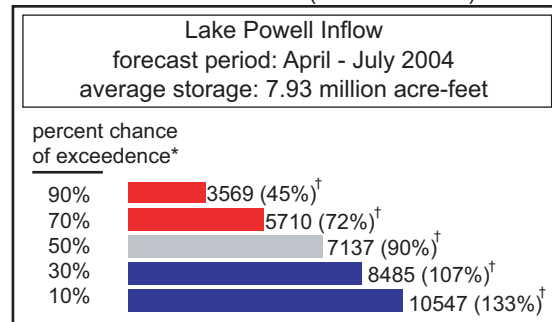 Lake Powell Inflow
forecast period: April - July 2004
average storage: 7.93 million acre-feet
percent chance
of exceedence*
90% 3569 (45%)†
70% 5710 (72%)†
50% 7137 (90%)†
30% 8485 (107%)†
10% 10547 (133%)†